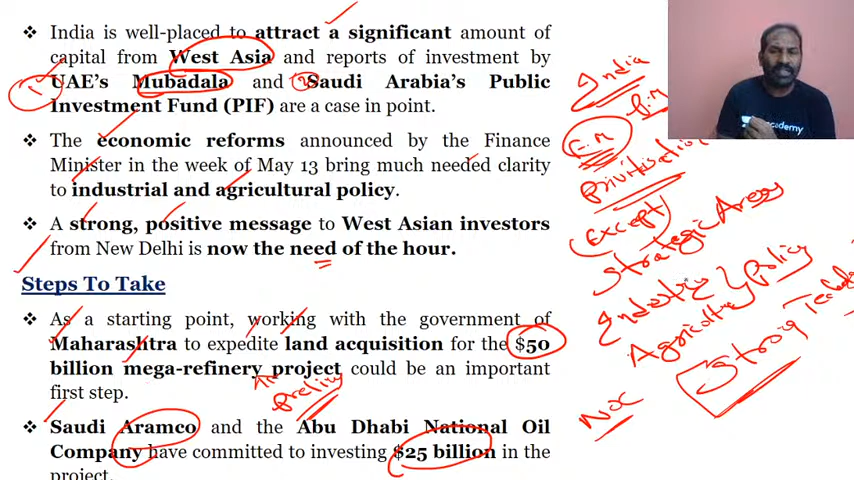 ❖ India is well-placed to attract a significant amount of
capital from West Asia and reports of investment by
UAE's Mubadala and Saudi Arabia's Public
Investment Fund (PIF) are a case in point.
❖ The economic reforms announced by the Finance
Minister in the week of May 13 bring much needed clarity
to industrial and agricultural policy.
❖ A strong, positive message to West Asian investors
from New Delhi is now the need of the hour.
Steps To Take
❖ As a starting point, working with the government of
Maharashtra to expedite land acquisition for the $50
billion mega-refinery project could be an important
first step.
❖ Saudi Aramco and the Abu Dhabi National Oil
Company have committed to investing $25 billion in the
project.
India
F.M
(Except)
Strategic Areas
Policy
Strong